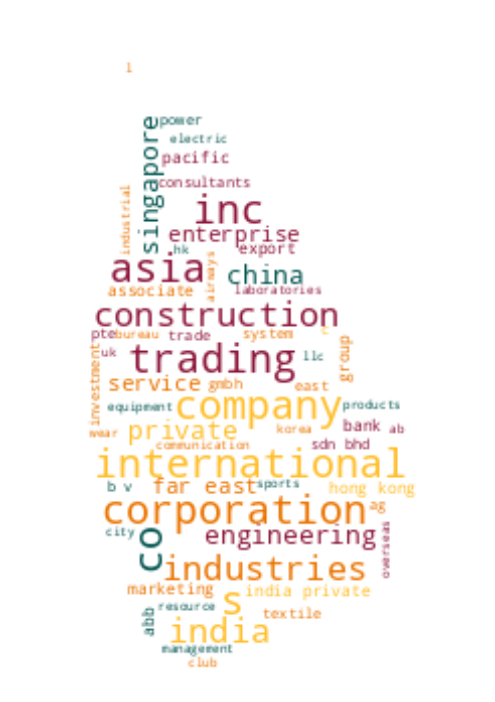 l
power
singapore
electric
pacific
consultants
industrial
inc
enterprise
hk
export
asia
airways
china
associate
laboratories
construction
pte
bureau
trade
system
c
uk
trading
llc
group
investment
service
gmbh
east
equipment
company
products
wear
private
korea
bank
ab
communication
sdn bhd
international
b v
far east
sports
hong kong
corporation
ag
city
co
engineering
overseas
industries
marketing
s
india private
resource
abb
textile
india
management
club